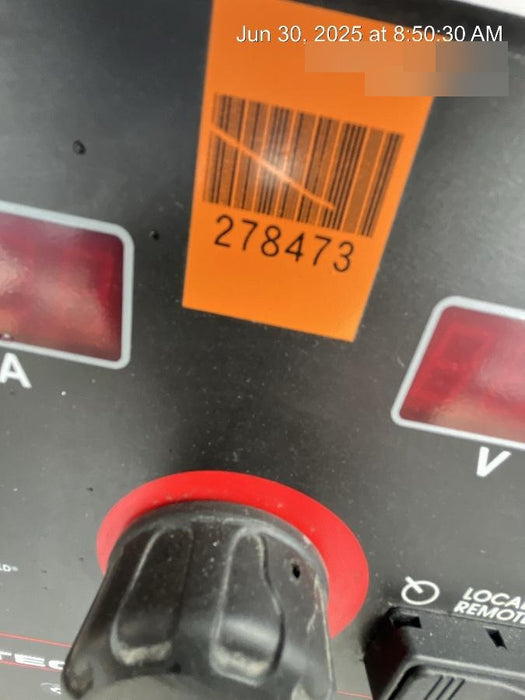 Jun 30, 2025 at 8:50:30 AM
278473
A
V
LOCAL
REMOTE